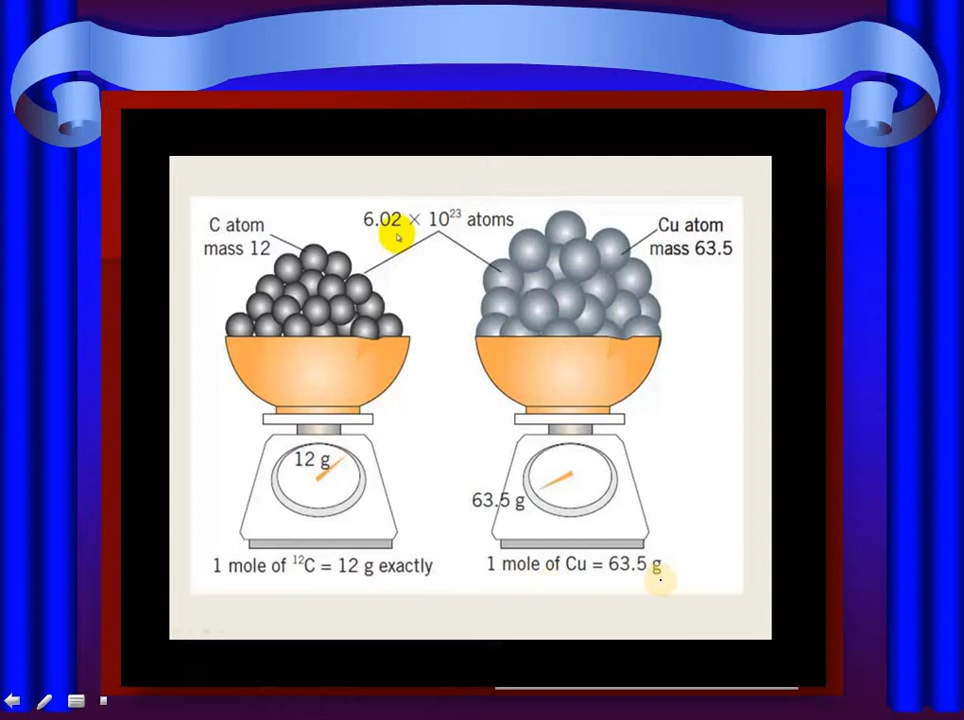 C atom
mass 12
6.02 × 10²³ atoms
Cu atom
mass 63.5
12 g
63.5 g
1 mole of ¹²C = 12 g exactly
1 mole of Cu = 63.5 g